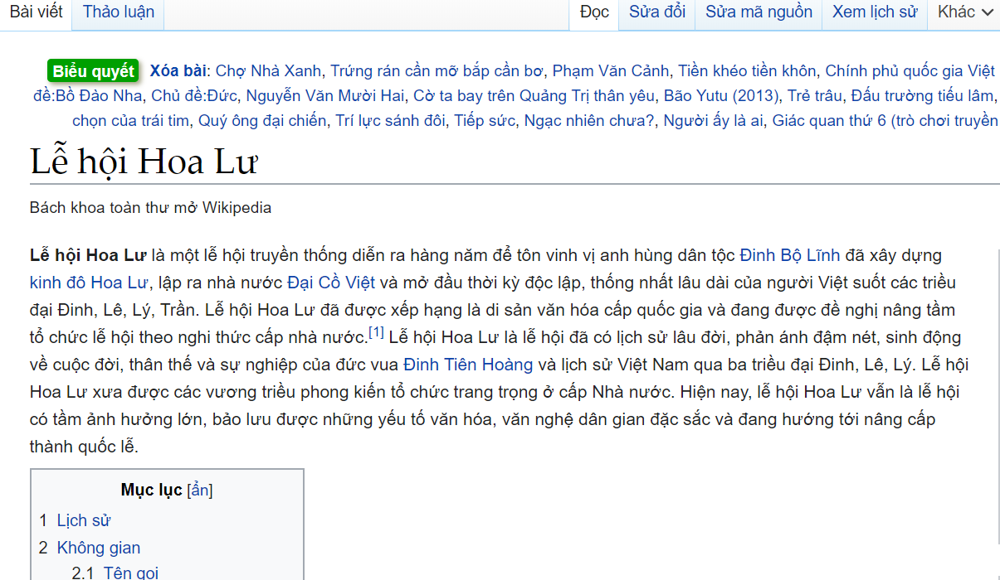 Bài viết Thảo luận Đọc Sửa đổi Sửa mã nguồn Xem lịch sử Khác
Biểu quyết Xóa bài: Chợ Nhà Xanh, Trứng rán cần mỡ bắp cần bơ, Phạm Văn Cảnh, Tiền khéo tiền khôn, Chính phủ quốc gia Việt
đề:Bồ Đào Nha, Chủ đề:Đức, Nguyễn Văn Mười Hai, Cờ ta bay trên Quảng Trị thân yêu, Bão Yutu (2013), Trẻ trâu, Đấu trường tiếu lâm,
chọn của trái tim, Quý ông đại chiến, Trí lực sánh đôi, Tiếp sức, Ngạc nhiên chưa?, Người ấy là ai, Giác quan thứ 6 (trò chơi truyền
Lễ hội Hoa Lư
Bách khoa toàn thư mở Wikipedia
Lễ hội Hoa Lư là một lễ hội truyền thống diễn ra hàng năm để tôn vinh vị anh hùng dân tộc Đinh Bộ Lĩnh đã xây dựng
kinh đô Hoa Lư, lập ra nhà nước Đại Cồ Việt và mở đầu thời kỳ độc lập, thống nhất lâu dài của người Việt suốt các triều
đại Đinh, Lê, Lý, Trần. Lễ hội Hoa Lư đã được xếp hạng là di sản văn hóa cấp quốc gia và đang được đề nghị nâng tầm
tổ chức lễ hội theo nghi thức cấp nhà nước.[1] Lễ hội Hoa Lư là lễ hội đã có lịch sử lâu đời, phản ánh đậm nét, sinh động
về cuộc đời, thân thế và sự nghiệp của đức vua Đinh Tiên Hoàng và lịch sử Việt Nam qua ba triều đại Đinh, Lê, Lý. Lễ hội
Hoa Lư xưa được các vương triều phong kiến tổ chức trang trọng ở cấp Nhà nước. Hiện nay, lễ hội Hoa Lư vẫn là lễ hội
có tầm ảnh hưởng lớn, bảo lưu được những yếu tố văn hóa, văn nghệ dân gian đặc sắc và đang hướng tới nâng cấp
thành quốc lễ.
Mục lục [ẩn]
1 Lịch sử
2 Không gian
2.1 Tên gọi